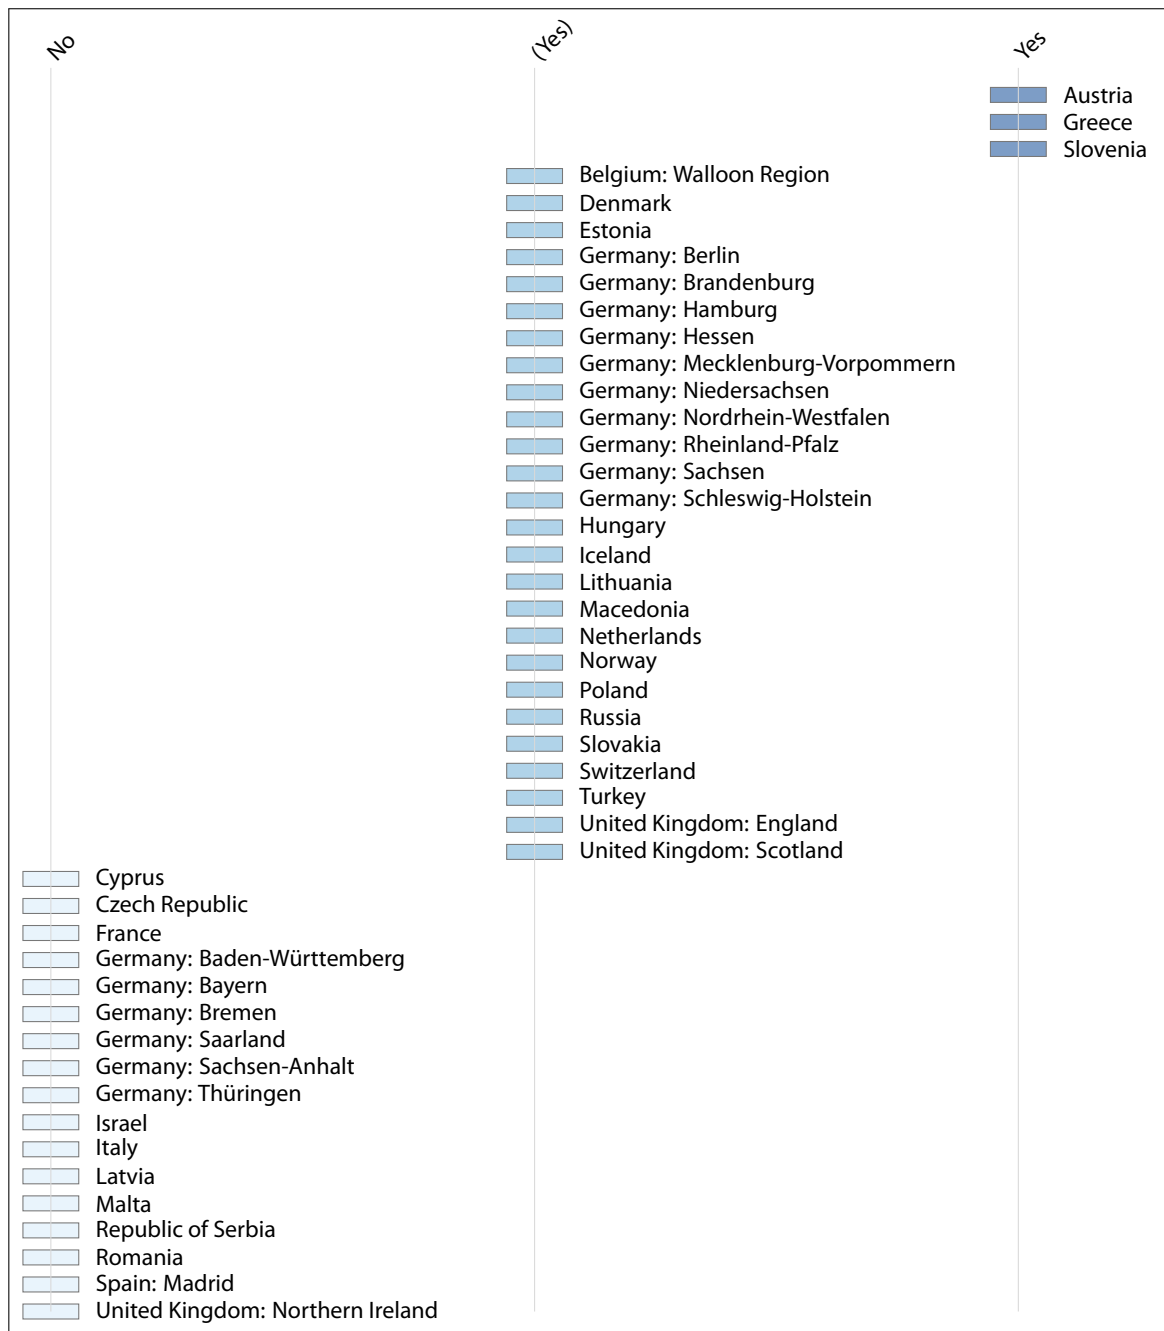 No
(Yes)
Yes
Austria
Greece
Slovenia
Belgium: Walloon Region
Denmark
Estonia
Germany: Berlin
Germany: Brandenburg
Germany: Hamburg
Germany: Hessen
Germany: Mecklenburg-Vorpommern
Germany: Niedersachsen
Germany: Nordrhein-Westfalen
Germany: Rheinland-Pfalz
Germany: Sachsen
Germany: Schleswig-Holstein
Hungary
Iceland
Lithuania
Macedonia
Netherlands
Norway
Poland
Russia
Slovakia
Switzerland
Turkey
United Kingdom: England
United Kingdom: Scotland
Cyprus
Czech Republic
France
Germany: Baden-Württemberg
Germany: Bayern
Germany: Bremen
Germany: Saarland
Germany: Sachsen-Anhalt
Germany: Thüringen
Israel
Italy
Latvia
Malta
Republic of Serbia
Romania
Spain: Madrid
United Kingdom: Northern Ireland